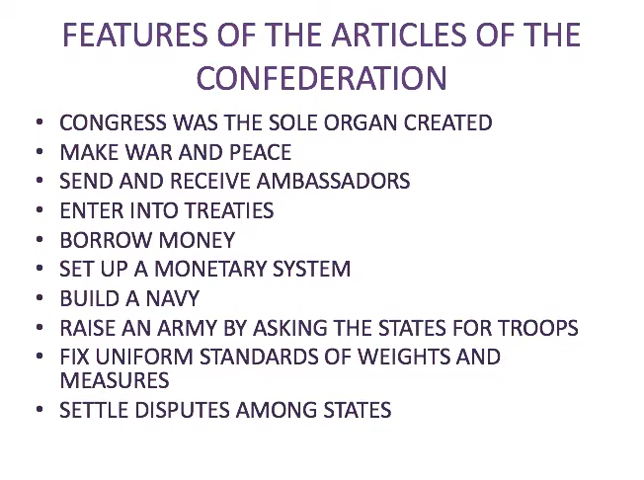 FEATURES OF THE ARTICLES OF THE
CONFEDERATION
• CONGRESS WAS THE SOLE ORGAN CREATED
• MAKE WAR AND PEACE
• SEND AND RECEIVE AMBASSADORS
• ENTER INTO TREATIES
• BORROW MONEY
• SET UP A MONETARY SYSTEM
• BUILD A NAVY
• RAISE AN ARMY BY ASKING THE STATES FOR TROOPS
• FIX UNIFORM STANDARDS OF WEIGHTS AND
MEASURES
• SETTLE DISPUTES AMONG STATES